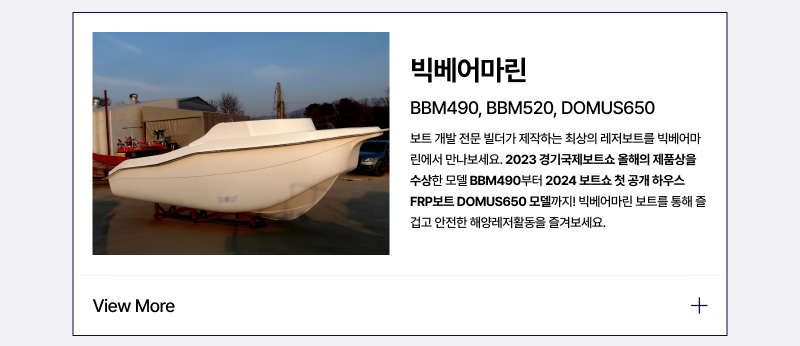 빅베어마린
BBM490, BBM520, DOMUS650
보트 개발 전문 빌더가 제작하는 최상의 레저보트를 빅베어마
린에서 만나보세요. 2023 경기국제보트쇼 올해의 제품상을
수상한 모델 BBM490부터 2024 보트쇼 첫 공개 하우스
FRP보트 DOMUS650 모델까지! 빅베어마린 보트를 통해 즐
겁고 안전한 해양레저활동을 즐겨보세요.
View More